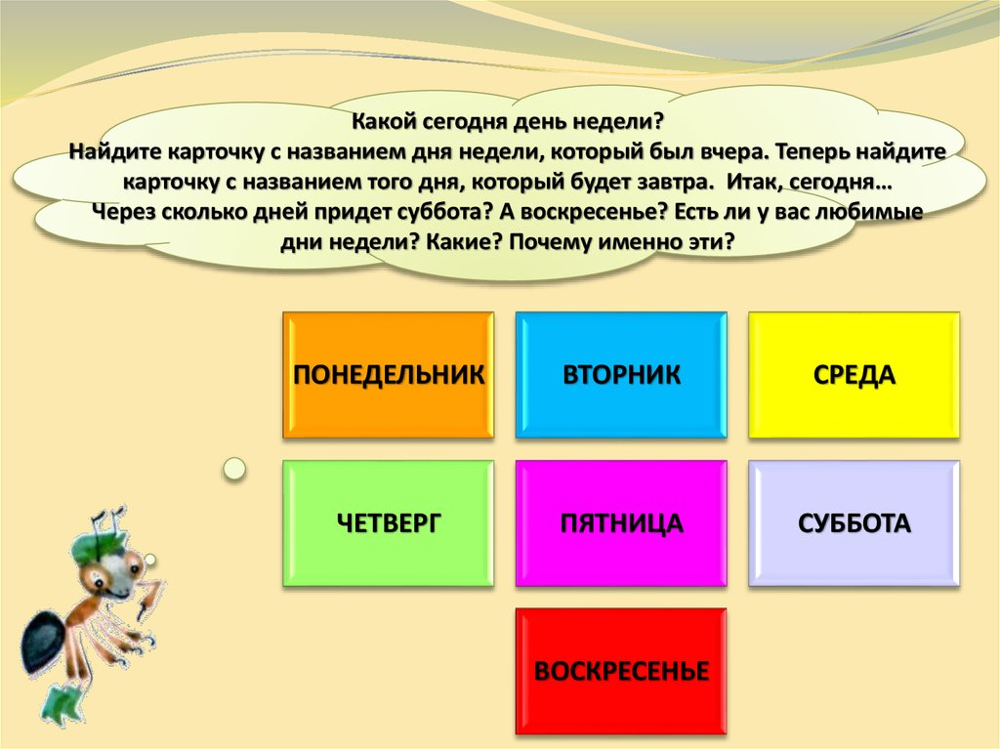 Какой сегодня день недели?
Найдите карточку с названием дня недели, который был вчера. Теперь найдите
карточку с названием того дня, который будет завтра. Итак, сегодня…
Через сколько дней придет суббота? А воскресенье? Есть ли у вас любимые
дни недели? Какие? Почему именно эти?
ПОНЕДЕЛЬНИК
ВТОРНИК
СРЕДА
ЧЕТВЕРГ
ПЯТНИЦА
СУББОТА
ВОСКРЕСЕНЬЕ